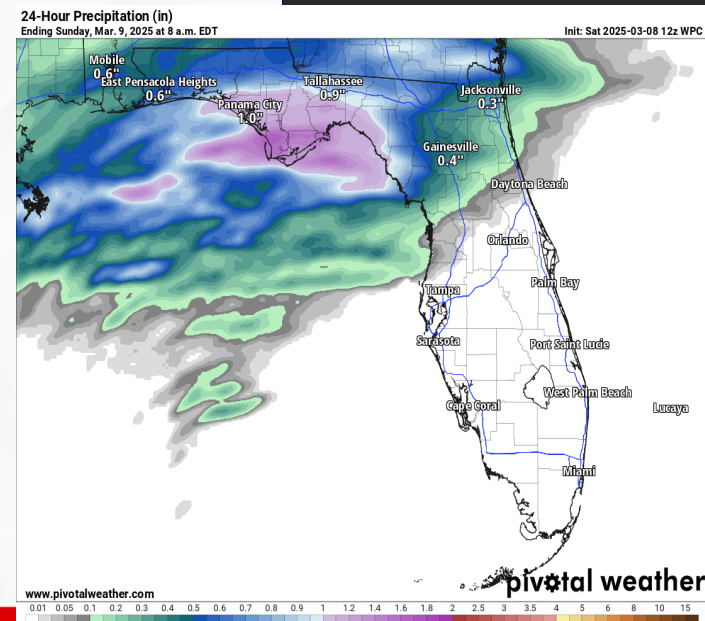 24-Hour Precipitation (in)
Ending Sunday, Mar. 9, 2025 at 8 a.m. EDT
Init: Sat 2025-03-08 12z WPC
Mobile
0.6"
East Pensacola Heights
0.6"
Tallahassee
0.9"
Panama City
1.0"
Jacksonville
0.3"
Gainesville
0.4"
Daytona Beach
Orlando
Tampa
Palm Bay
Sarasota
Port Saint Lucie
West Palm Beach
Cape Coral
Lucaya
Miami
www.pivotalweather.com
pivotal weather
0.01 0.05 0.1 0.2 0.3 0.4 0.5 0.6 0.7 0.8 0.9 1 1.2 1.4 1.6 1.8 2 2.5 3 3.5 4 5 6 8 10 15